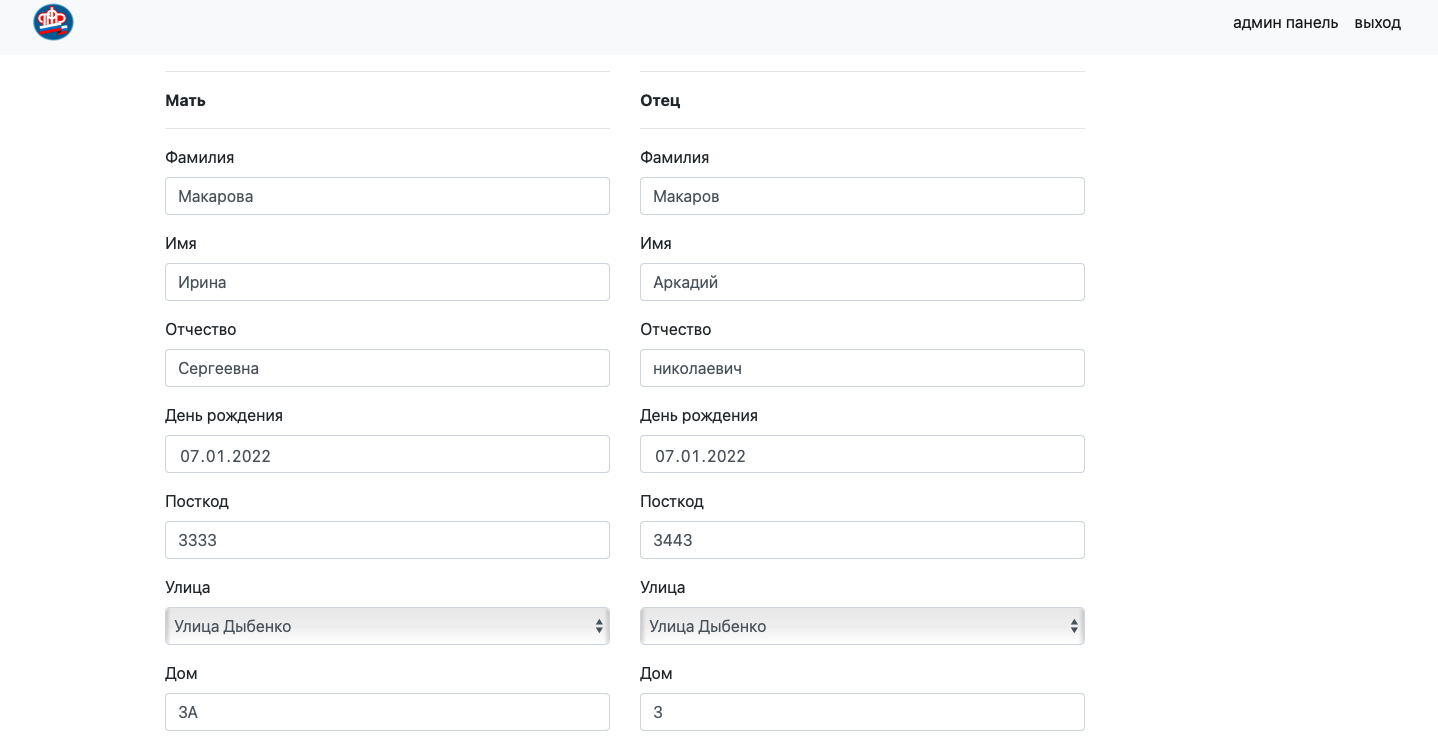 админ панель выход
Мать
Фамилия
Макарова
Имя
Ирина
Отчество
Сергеевна
День рождения
07.01.2022
Посткод
3333
Улица
Улица Дыбенко
Дом
3А
Отец
Фамилия
Макаров
Имя
Аркадий
Отчество
николаевич
День рождения
07.01.2022
Посткод
3443
Улица
Улица Дыбенко
Дом
3